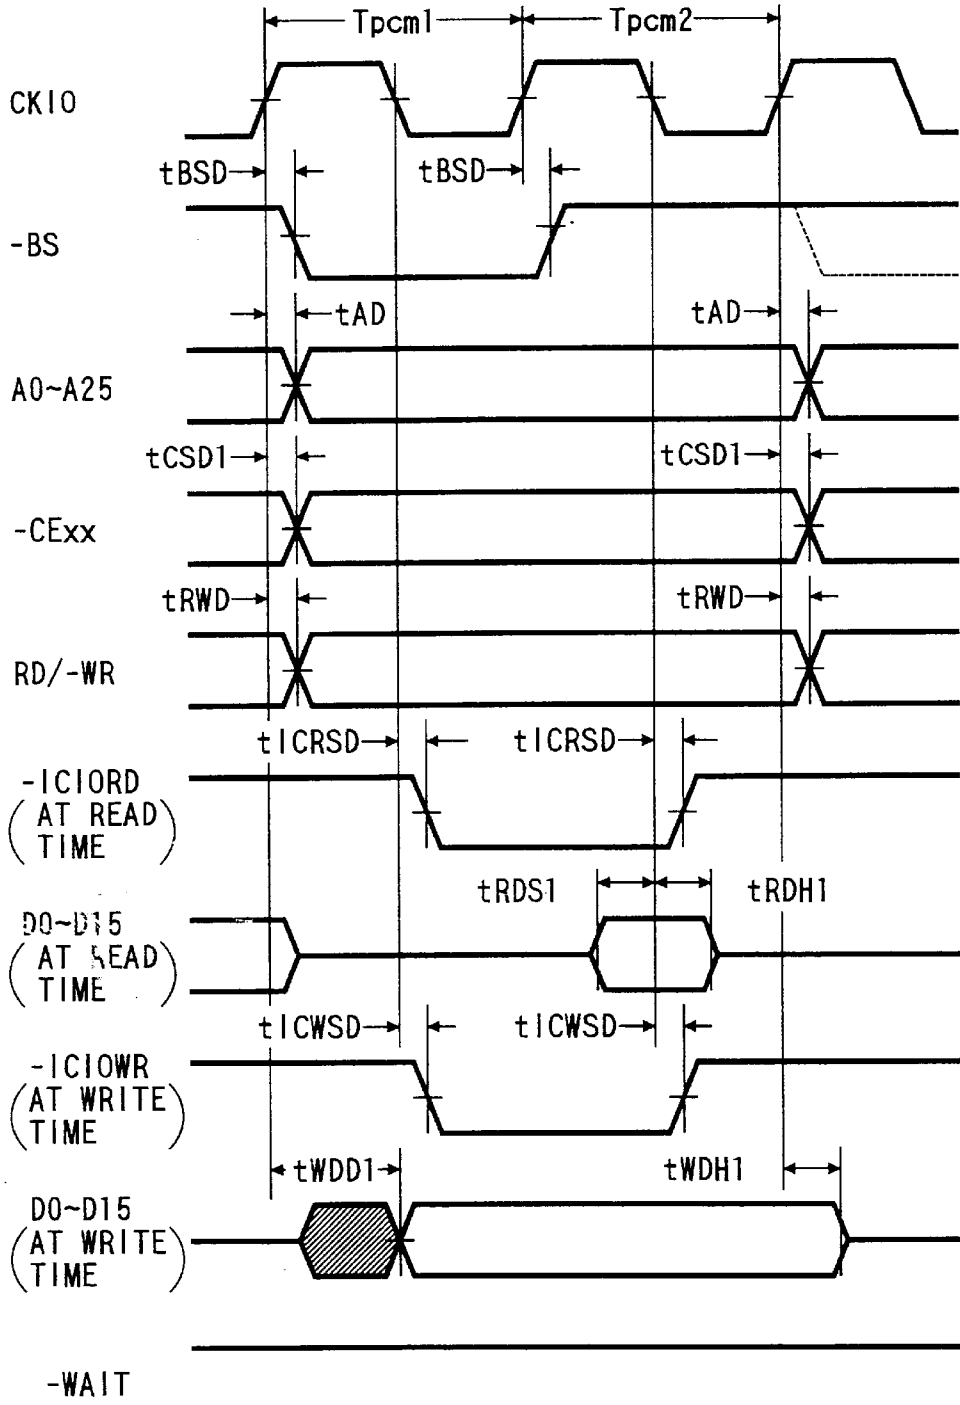 Tpcm1 Tpcm2
CKIO
tBSD tBSD
-BS
tAD tAD
A0~A25
tCSD1 tCSD1
-CExx
tRWD tRWD
RD/-WR
tICRSD tICRSD
-ICIORD
(AT READ
TIME)
tRDS1 tRDH1
D0~D15
(AT READ
TIME)
tICWSD tICWSD
-ICIOWR
(AT WRITE
TIME)
tWDD1 tWDH1
D0~D15
(AT WRITE
TIME)
-WAIT